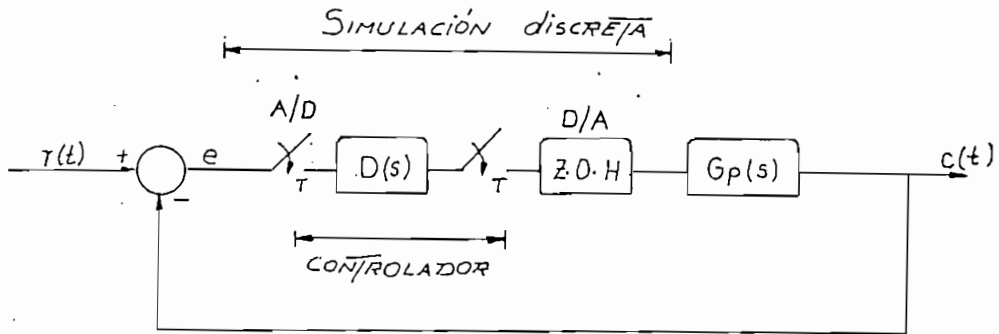 SIMULACIÓN discRETA
A/D
D/A
r(t)
+
e
T
D(s)
T
Z.O.H
Gp(s)
c(t)
-
CONTROLADOR